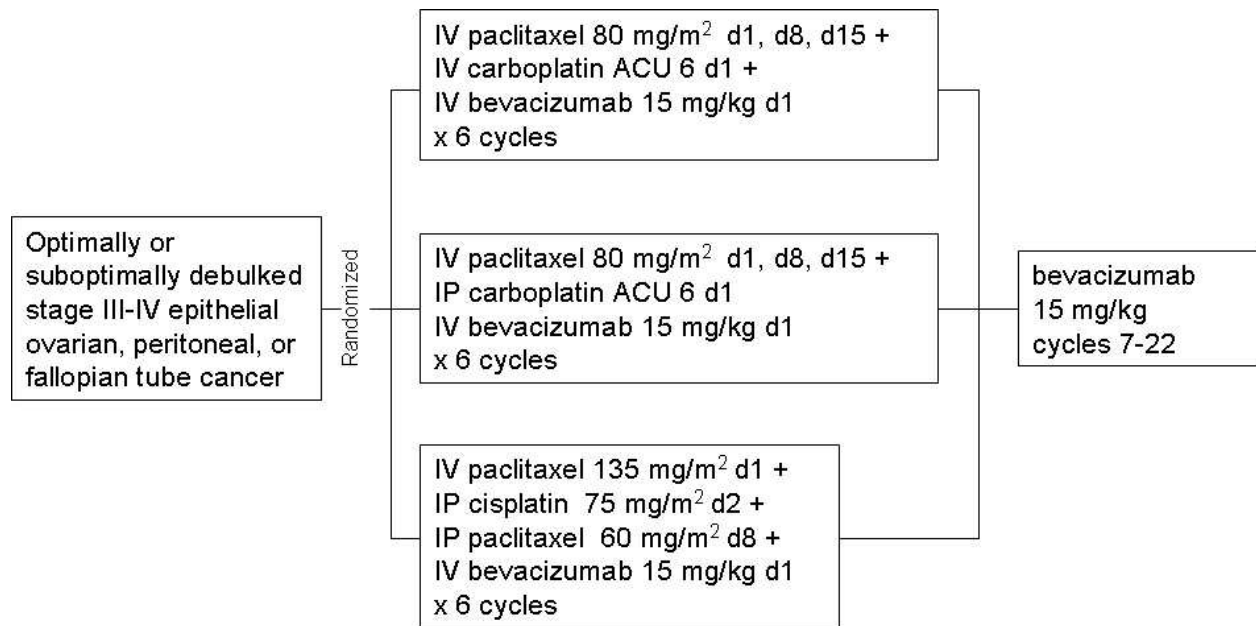 IV paclitaxel 80 mg/m² d1, d8, d15 +
IV carboplatin ACU 6 d1 +
IV bevacizumab 15 mg/kg d1
x 6 cycles
Optimally or
suboptimally debulked
stage III-IV epithelial
ovarian, peritoneal, or
fallopian tube cancer
Randomized
IV paclitaxel 80 mg/m² d1, d8, d15 +
IP carboplatin ACU 6 d1
IV bevacizumab 15 mg/kg d1
x 6 cycles
IV paclitaxel 135 mg/m² d1 +
IP cisplatin 75 mg/m² d2 +
IP paclitaxel 60 mg/m² d8 +
IV bevacizumab 15 mg/kg d1
x 6 cycles
bevacizumab
15 mg/kg
cycles 7-22